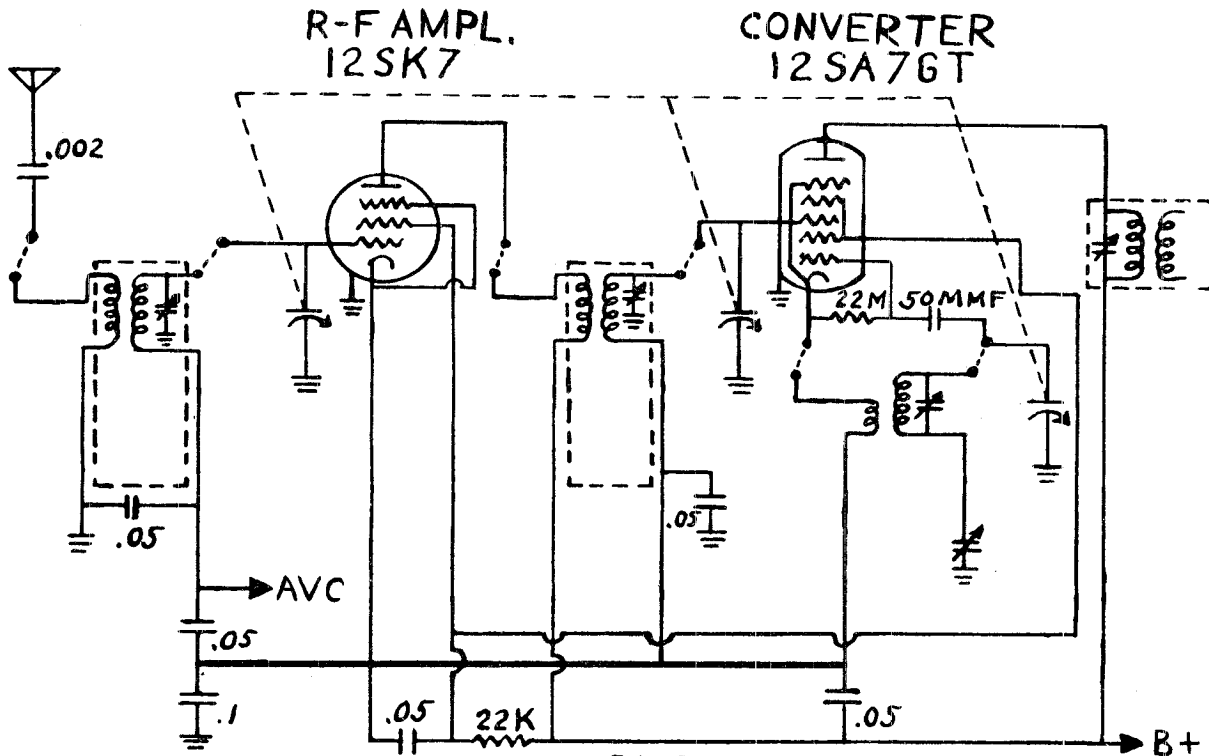 R-F AMPL.
12SK7
CONVERTER
12SA7GT
.002
22M
50MMF
.05
.05
AVC
.05
.1
.05
22K
.05
B+